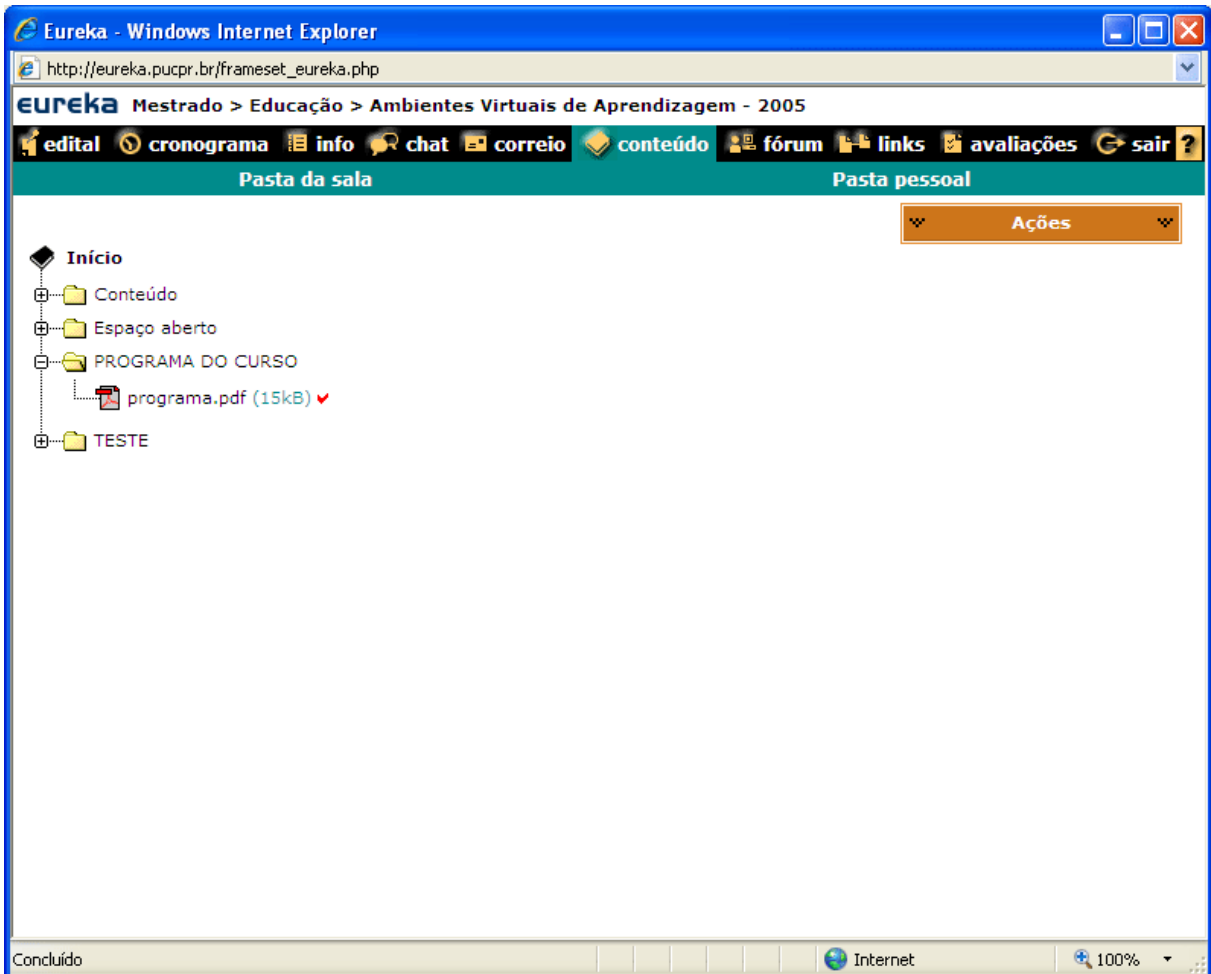 Eureka - Windows Internet Explorer
http://eureka.pucpr.br/frameset_eureka.php
eureka Mestrado > Educação > Ambientes Virtuais de Aprendizagem - 2005
edital cronograma info chat correio conteúdo fórum links avaliações sair ?
Pasta da sala Pasta pessoal
Ações
Início
Conteúdo
Espaço aberto
PROGRAMA DO CURSO
programa.pdf (15kB)
TESTE
Concluído Internet 100%